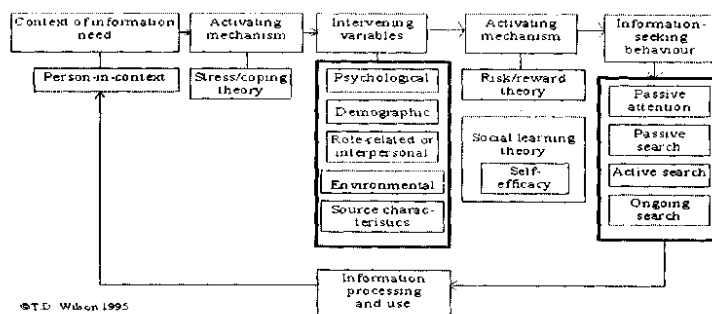 Context of information
need
Activating
mechanism
Intervening
variables
Activating
mechanism
Information-
seeking
behaviour
Person-in-context
Stress/coping
theory
Psychological
Demographic
Role-related or
interpersonal
Environmental
Source charac-
teristics
Risk/reward
theory
Social learning
theory
Self-
efficacy
Passive
attention
Passive
search
Active search
Ongoing
search
Information
processing
and use
©T.D. Wilson 1995